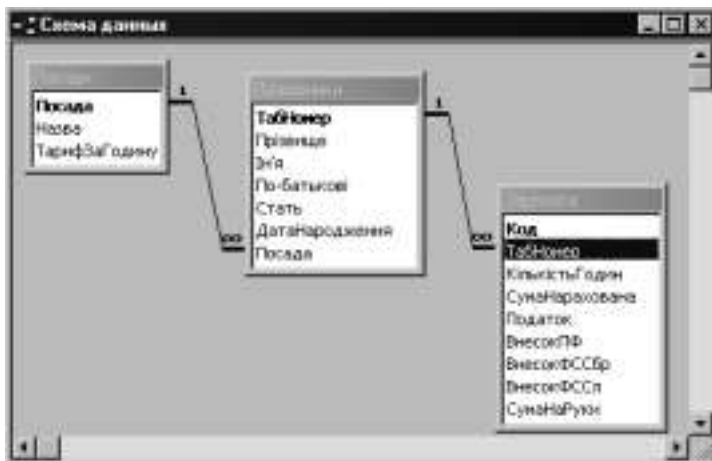 Схема данных
Посада
Назва
ТарифЗаГодину
1
∞
ТабНомер
Прізвище
Ім'я
По-батькові
Стать
ДатаНародження
Посада
1
∞
Код
ТабНомер
КількістьГодин
СумаНарахована
Податок
ВнесокПФ
ВнесокФССбр
ВнесокФССп
СумаНаРуки